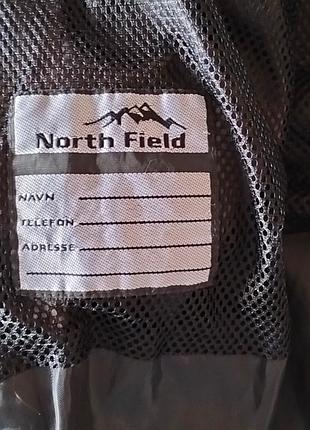 North Field
NAVN
TELEFON
ADRESSE